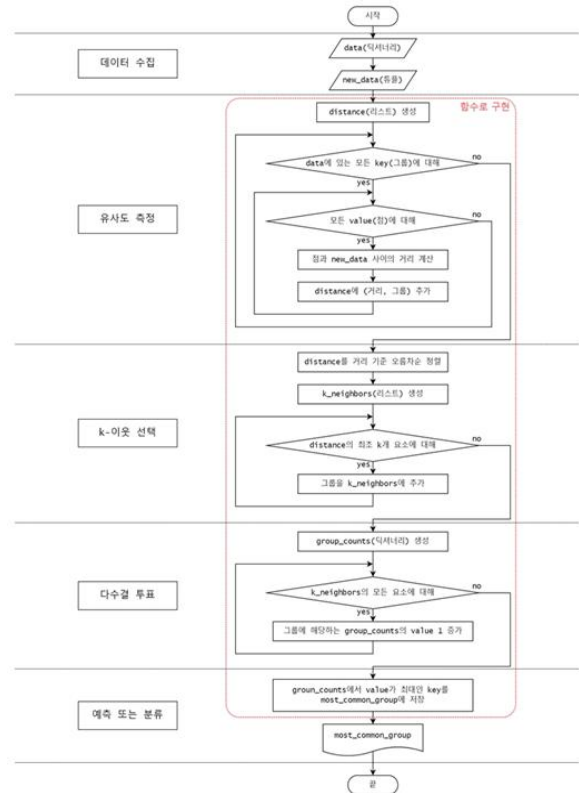 시작
데이터 수집
data(딕셔너리)
new_data(튜플)
함수로 구현
distance(리스트) 생성
유사도 측정
data에 있는 모든 key(그룹)에 대해
no
yes
모든 value(점)에 대해
no
yes
점과 new_data 사이의 거리 계산
distance에 (거리, 그룹) 추가
distance를 거리 기준 오름차순 정렬
k_neighbors(리스트) 생성
k-이웃 선택
distance의 최초 k개 요소에 대해
no
yes
그룹을 k_neighbors에 추가
group_counts(딕셔너리) 생성
다수결 투표
k_neighbors의 모든 요소에 대해
no
yes
그룹에 해당하는 group_counts의 value 1 증가
예측 또는 분류
groun_counts에서 value가 최대인 key를
most_common_group에 저장
most_common_group
끝